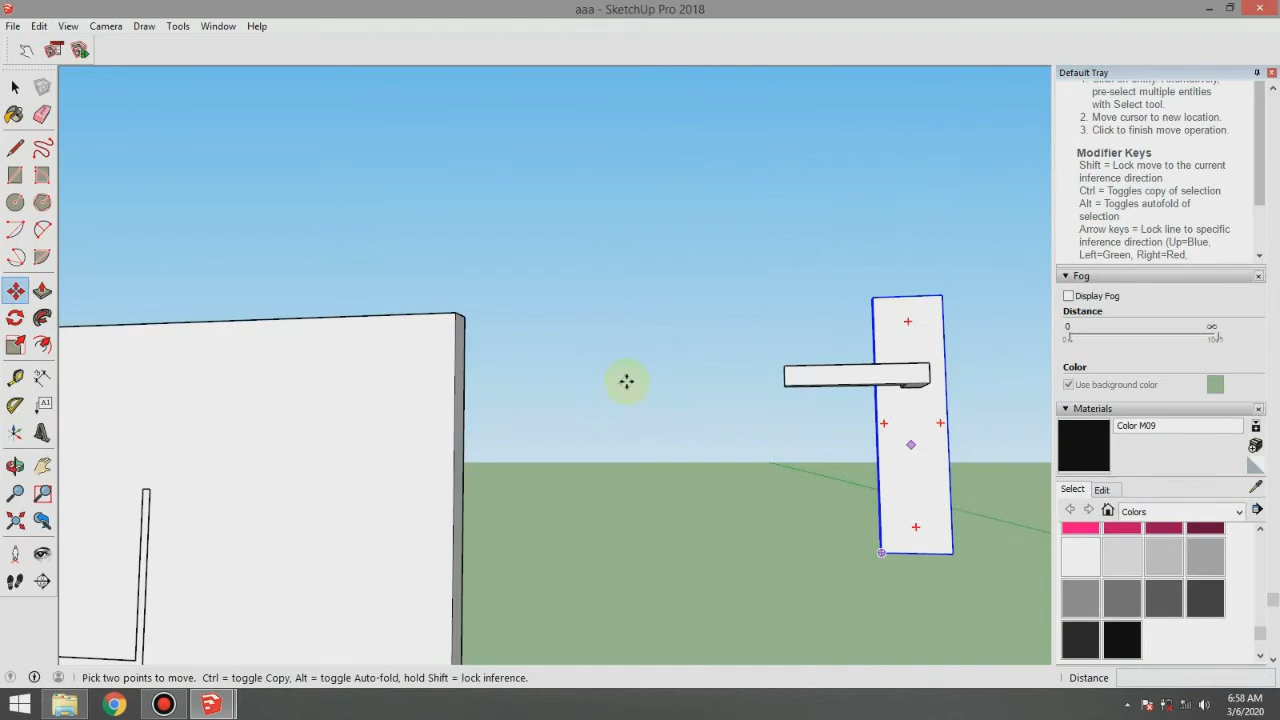 aaa - SketchUp Pro 2018
File Edit View Camera Draw Tools Window Help
Default Tray
pre-select multiple entities
with Select tool.
2. Move cursor to new location.
3. Click to finish move operation.
Modifier Keys
Shift = Lock move to the current
inference direction
Ctrl = Toggles copy of selection
Alt = Toggles autofold of
selection
Arrow keys = Lock line to specific
inference direction (Up=Blue,
Left=Green, Right=Red,
Fog
Display Fog
Distance
0 ∞
Color
Use background color
Materials
Color M09
Select Edit
Colors
Pick two points to move. Ctrl = toggle Copy, Alt = toggle Auto-fold, hold Shift = lock inference.
Distance
6:58 AM
3/6/2020